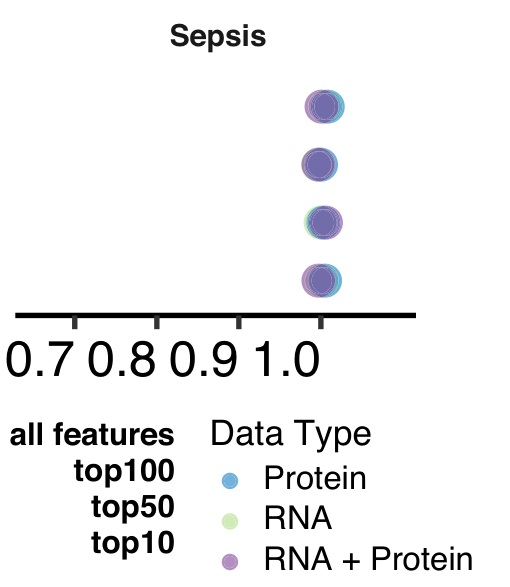 Sepsis
0.7 0.8 0.9 1.0
all features
top100
top50
top10
Data Type
Protein
RNA
RNA + Protein